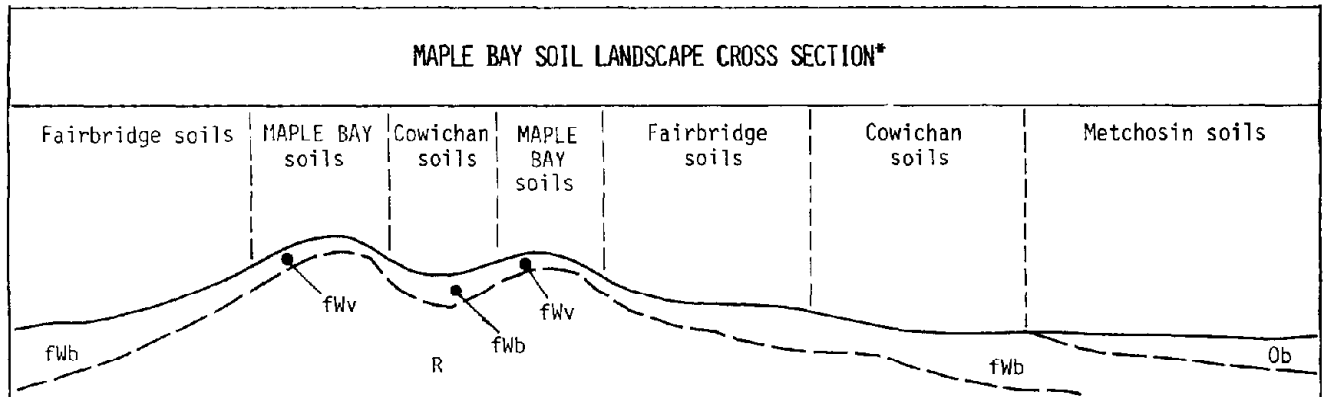 MAPLE BAY SOIL LANDSCAPE CROSS SECTION*
Fairbridge soils
MAPLE BAY
soils
Cowichan
soils
MAPLE
BAY
soils
Fairbridge
soils
Cowichan
soils
Metchosin soils
fWv
fWb
fWv
fWb
R
fWb
Ob